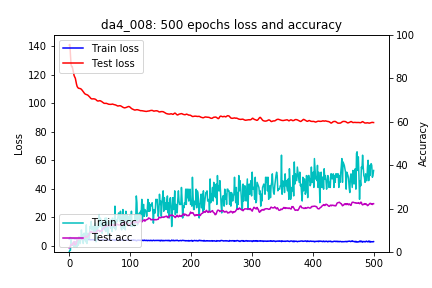 da4_008: 500 epochs loss and accuracy
Train loss
Test loss
Train acc
Test acc
Loss
Accuracy
140
120
100
80
60
40
20
0
100
80
60
40
20
0
0 100 200 300 400 500